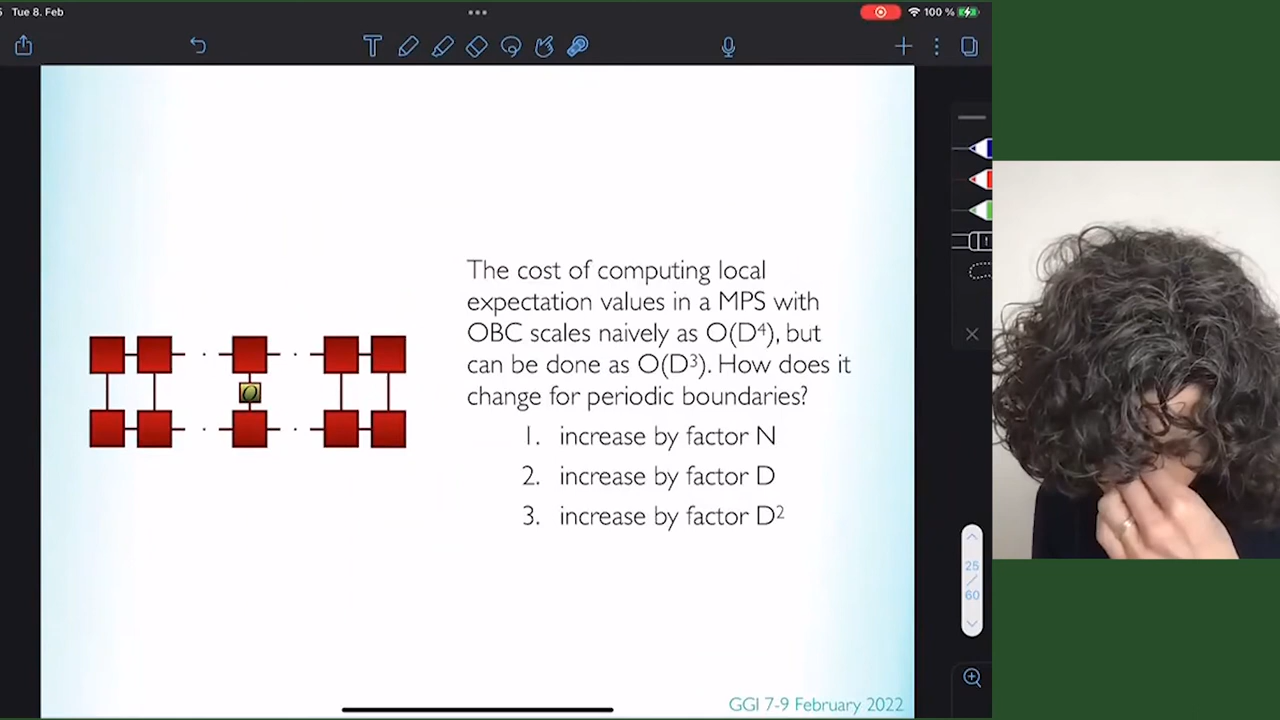 Tue 8. Feb
100 %
The cost of computing local
expectation values in a MPS with
OBC scales naively as O(D⁴), but
can be done as O(D³). How does it
change for periodic boundaries?
1. increase by factor N
2. increase by factor D
3. increase by factor D²
25
/
60
GGI 7-9 February 2022